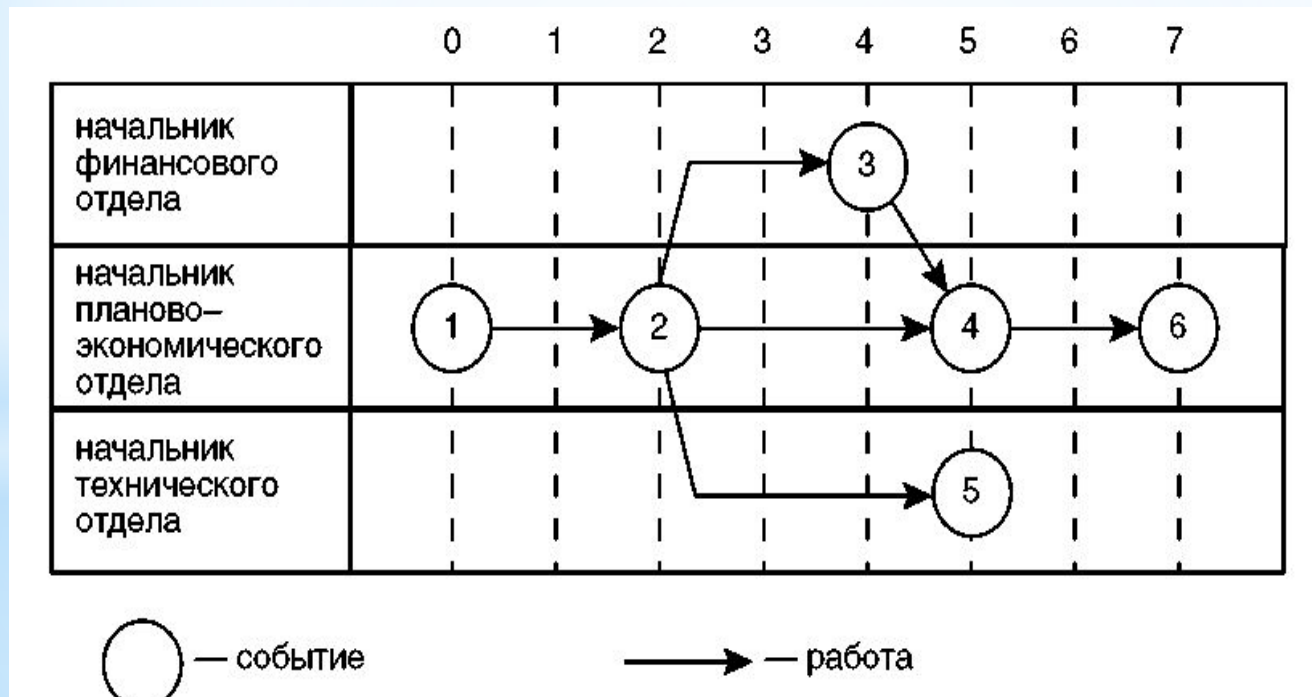 0 1 2 3 4 5 6 7
начальник
финансового
отдела
3
начальник
планово–
экономического
отдела
1 2 4 6
начальник
технического
отдела
5
— событие — работа